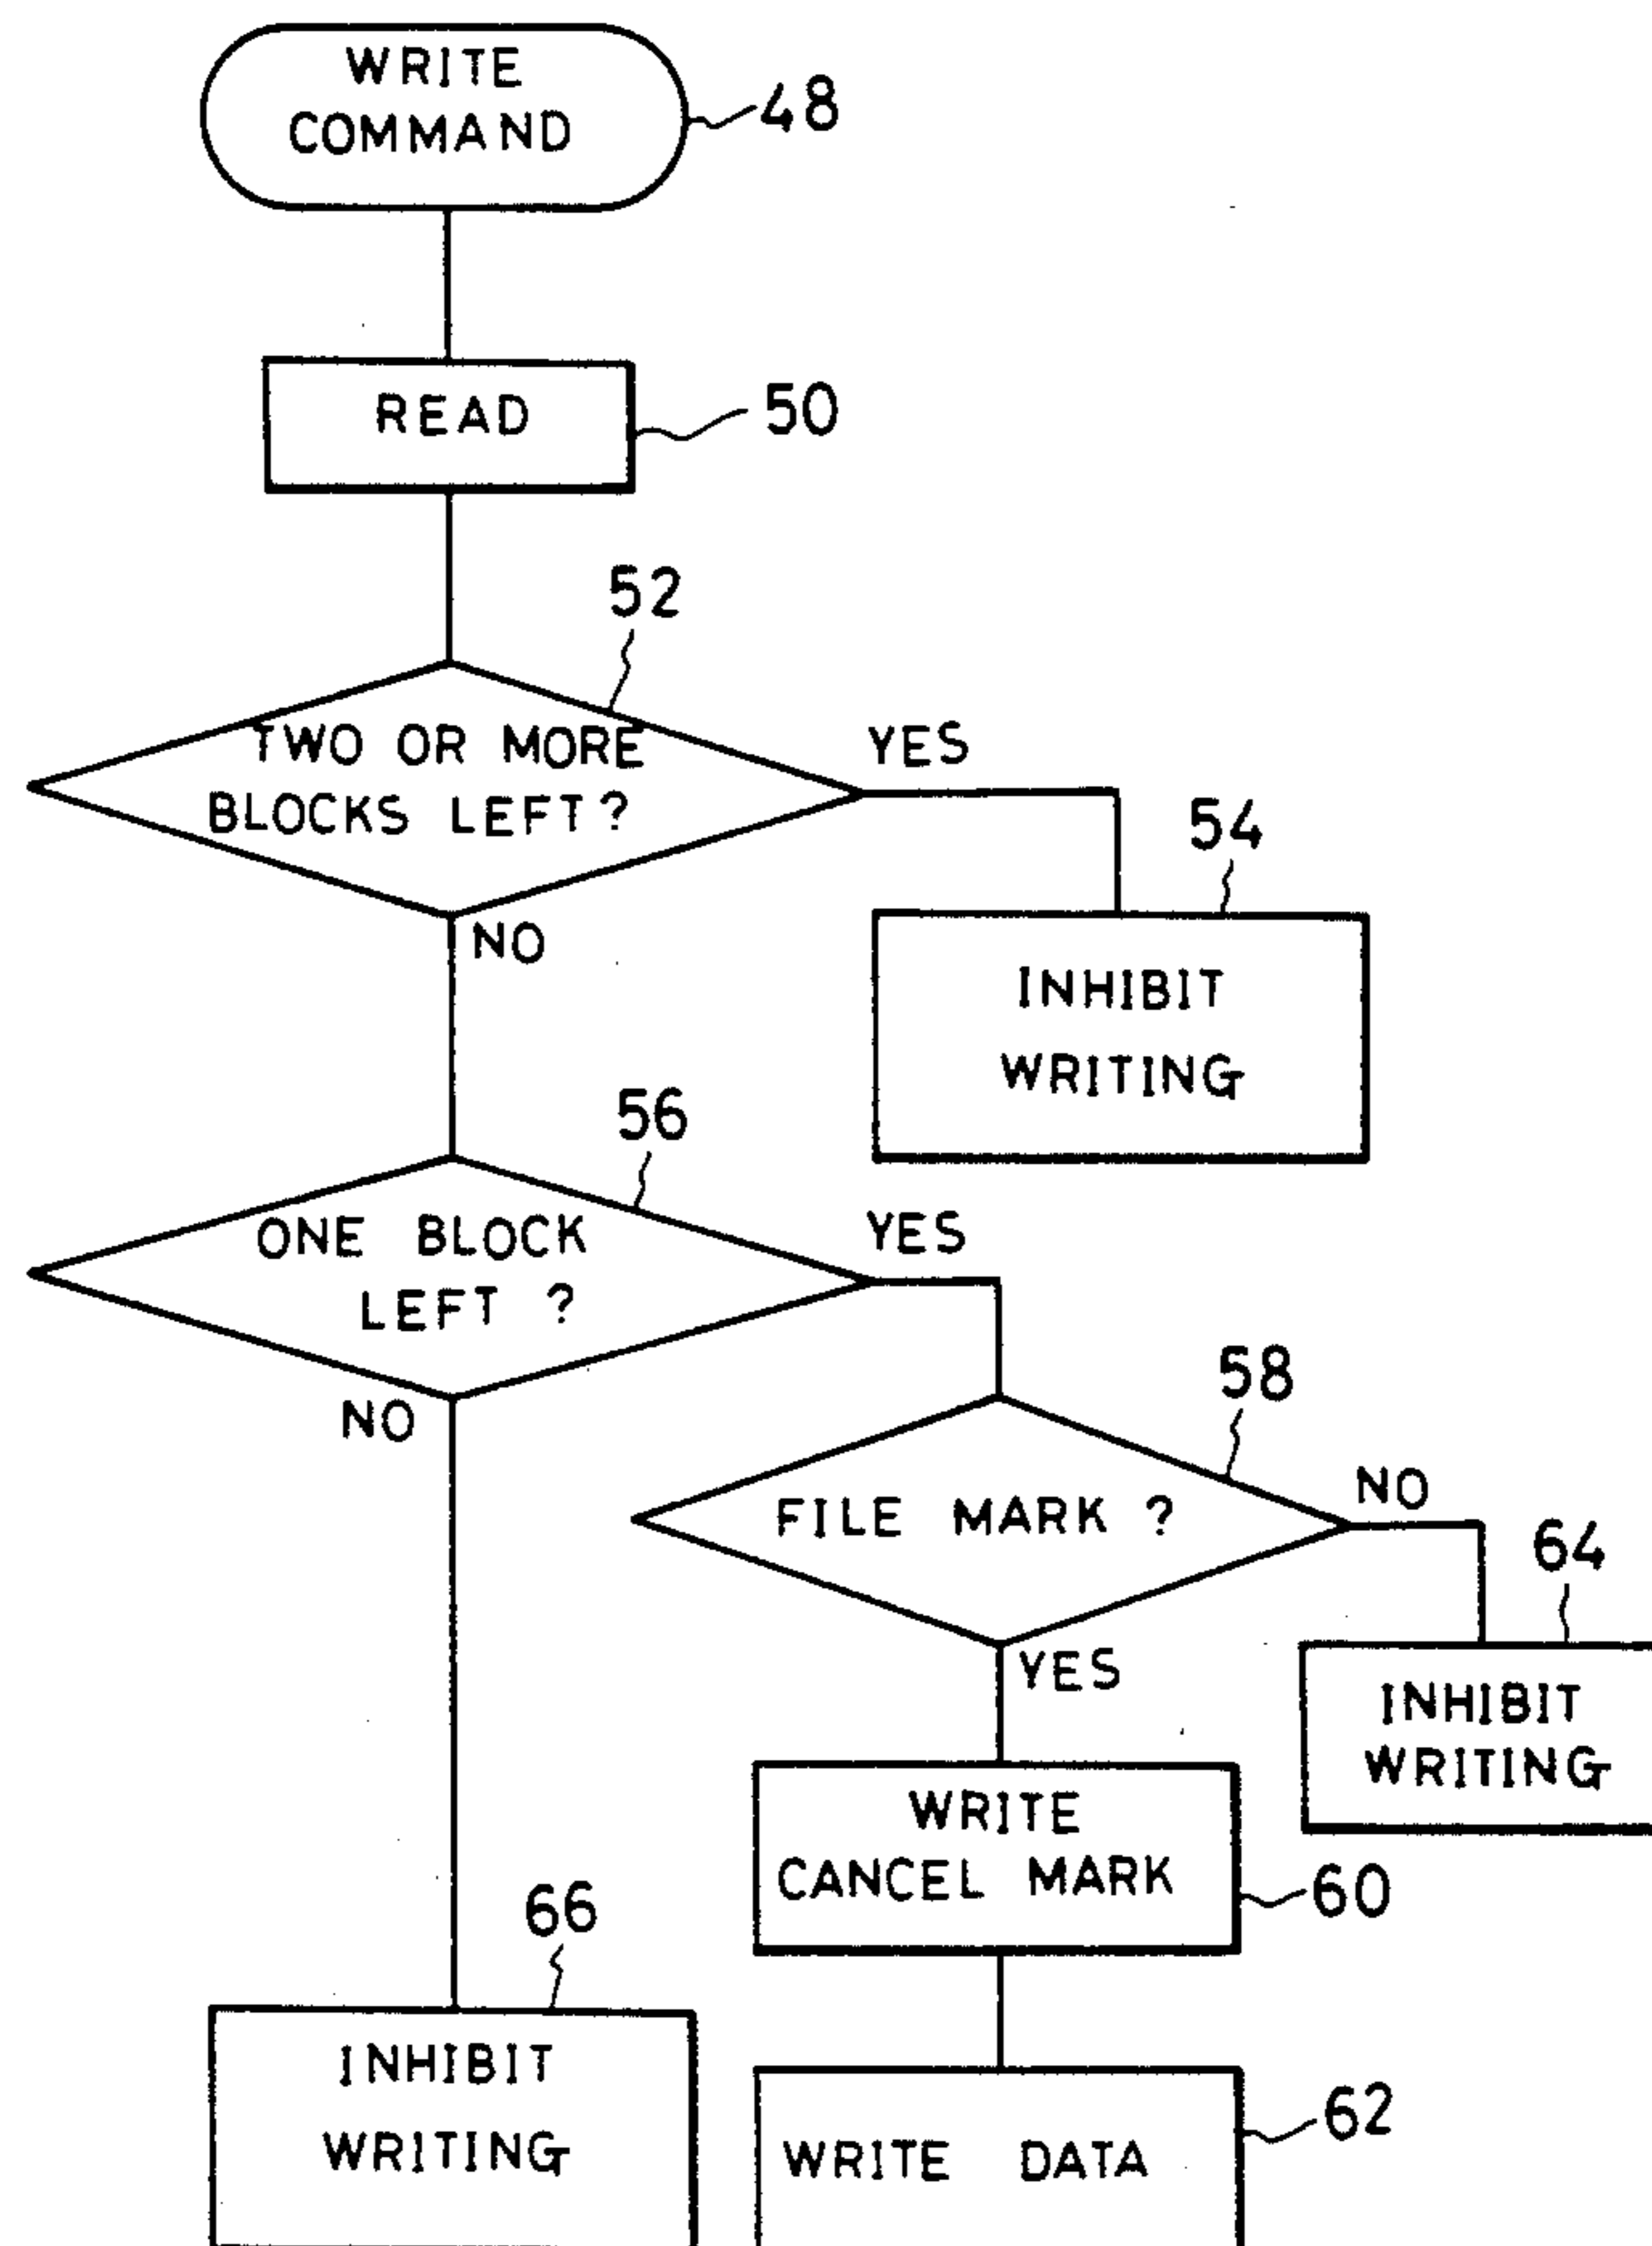 WRITE
COMMAND
48
READ
50
52
TWO OR MORE
BLOCKS LEFT?
YES
54
NO
INHIBIT
WRITING
56
ONE BLOCK
LEFT ?
YES
58
NO
FILE MARK ?
NO
64
YES
INHIBIT
WRITING
WRITE
CANCEL MARK
60
66
INHIBIT
WRITING
62
WRITE DATA